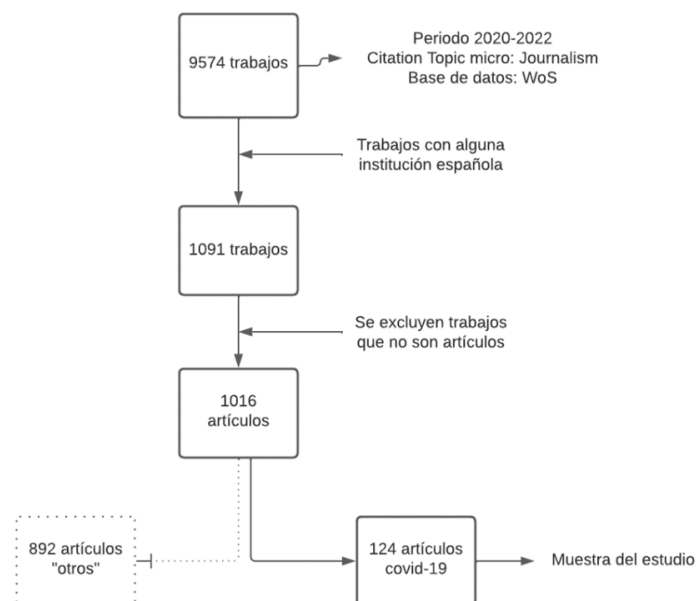 9574 trabajos
Periodo 2020-2022
Citation Topic micro: Journalism
Base de datos: WoS
Trabajos con alguna
institución española
1091 trabajos
Se excluyen trabajos
que no son artículos
1016
artículos
892 artículos
"otros"
124 artículos
covid-19
Muestra del estudio